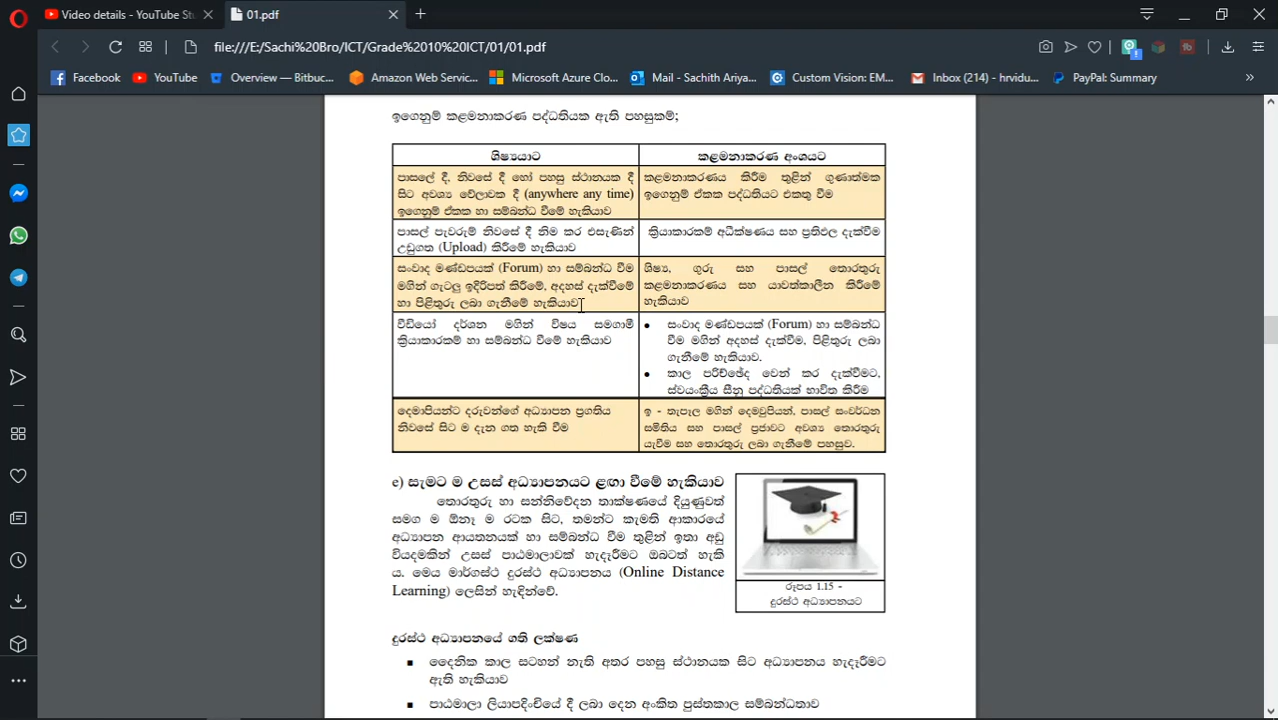 Video details - YouTube Stu
01.pdf
file:///E:/Sachi%20Bro/ICT/Grade%2010%20ICT/01/01.pdf
Facebook
YouTube
Overview — Bitbuc...
Amazon Web Servic...
Microsoft Azure Clo...
Mail - Sachith Ariya...
Custom Vision: EM...
Inbox (214) - hrvidu...
PayPal: Summary
ඉගෙනුම් කළමනාකරණ පද්ධතියක ඇති පහසුකම්;
ශිෂ්‍යයාට
කළමනාකරණ අංශයට
පාසලේ දී, නිවසේ දී හෝ පහසු ස්ථානයක දී
සිට අවශ්‍ය වේලාවක දී (anywhere any time)
ඉගෙනුම් ඒකක හා සම්බන්ධ වීමේ හැකියාව
කළමනාකරණය කිරීම තුළින් ගුණාත්මක
ඉගෙනුම් ඒකක පද්ධතියට එකතු වීම
පාසල් පැවරුම් නිවසේ දී නිම කර එසැණින්
උඩුගත (Upload) කිරීමේ හැකියාව
ක්‍රියාකාරකම් අධීක්ෂණය සහ ප්‍රතිඵල දැක්වීම
සංවාද මණ්ඩපයක් (Forum) හා සම්බන්ධ වීම
මගින් ගැටලු ඉදිරිපත් කිරීමේ, අදහස් දැක්වීමේ
හා පිළිතුරු ලබා ගැනීමේ හැකියාව
ශිෂ්‍ය, ගුරු සහ පාසල් තොරතුරු
කළමනාකරණය සහ යාවත්කාලීන කිරීමේ
හැකියාව
වීඩියෝ දර්ශන මගින් විෂය සමගාමී
ක්‍රියාකාරකම් හා සම්බන්ධ වීමේ හැකියාව
• සංවාද මණ්ඩපයක් (Forum) හා සම්බන්ධ
වීම මගින් අදහස් දැක්වීම, පිළිතුරු ලබා
ගැනීමේ හැකියාව.
• කාල පරිච්ඡේද වෙන් කර දැක්වීමට,
ස්වයංක්‍රීය සීනු පද්ධතියක් භාවිත කිරීම
දෙමාපියන්ට දරුවන්ගේ අධ්‍යාපන ප්‍රගතිය
නිවසේ සිට ම දැන ගත හැකි වීම
ඉ - තැපෑල මගින් දෙමවුපියන්, පාසල් සංවර්ධන
සමිතිය සහ පාසල් ප්‍රජාවට අවශ්‍ය තොරතුරු
යැවීම සහ තොරතුරු ලබා ගැනීමේ පහසුව.
e) සැමට ම උසස් අධ්‍යාපනයට ළඟා වීමේ හැකියාව
තොරතුරු හා සන්නිවේදන තාක්ෂණයේ දියුණුවත්
සමග ම ඕනෑ ම රටක සිට, තමන්ට කැමති ආකාරයේ
අධ්‍යාපන ආයතනයක් හා සම්බන්ධ වීම තුළින් ඉතා අඩු
වියදමකින් උසස් පාඨමාලාවක් හැදෑරීමට ඔබටත් හැකි
ය. මෙය මාර්ගස්ථ දුරස්ථ අධ්‍යාපනය (Online Distance
Learning) ලෙසින් හැඳින්වේ.
රූපය 1.15 -
දුරස්ථ අධ්‍යාපනයට
දුරස්ථ අධ්‍යාපනයේ ගති ලක්ෂණ
▪ දෛනික කාල සටහන් නැති අතර පහසු ස්ථානයක සිට අධ්‍යාපනය හැදෑරීමට
ඇති හැකියාව
▪ පාඨමාලා ලියාපදිංචියේ දී ලබා දෙන අංකිත පුස්තකාල සම්බන්ධතාව